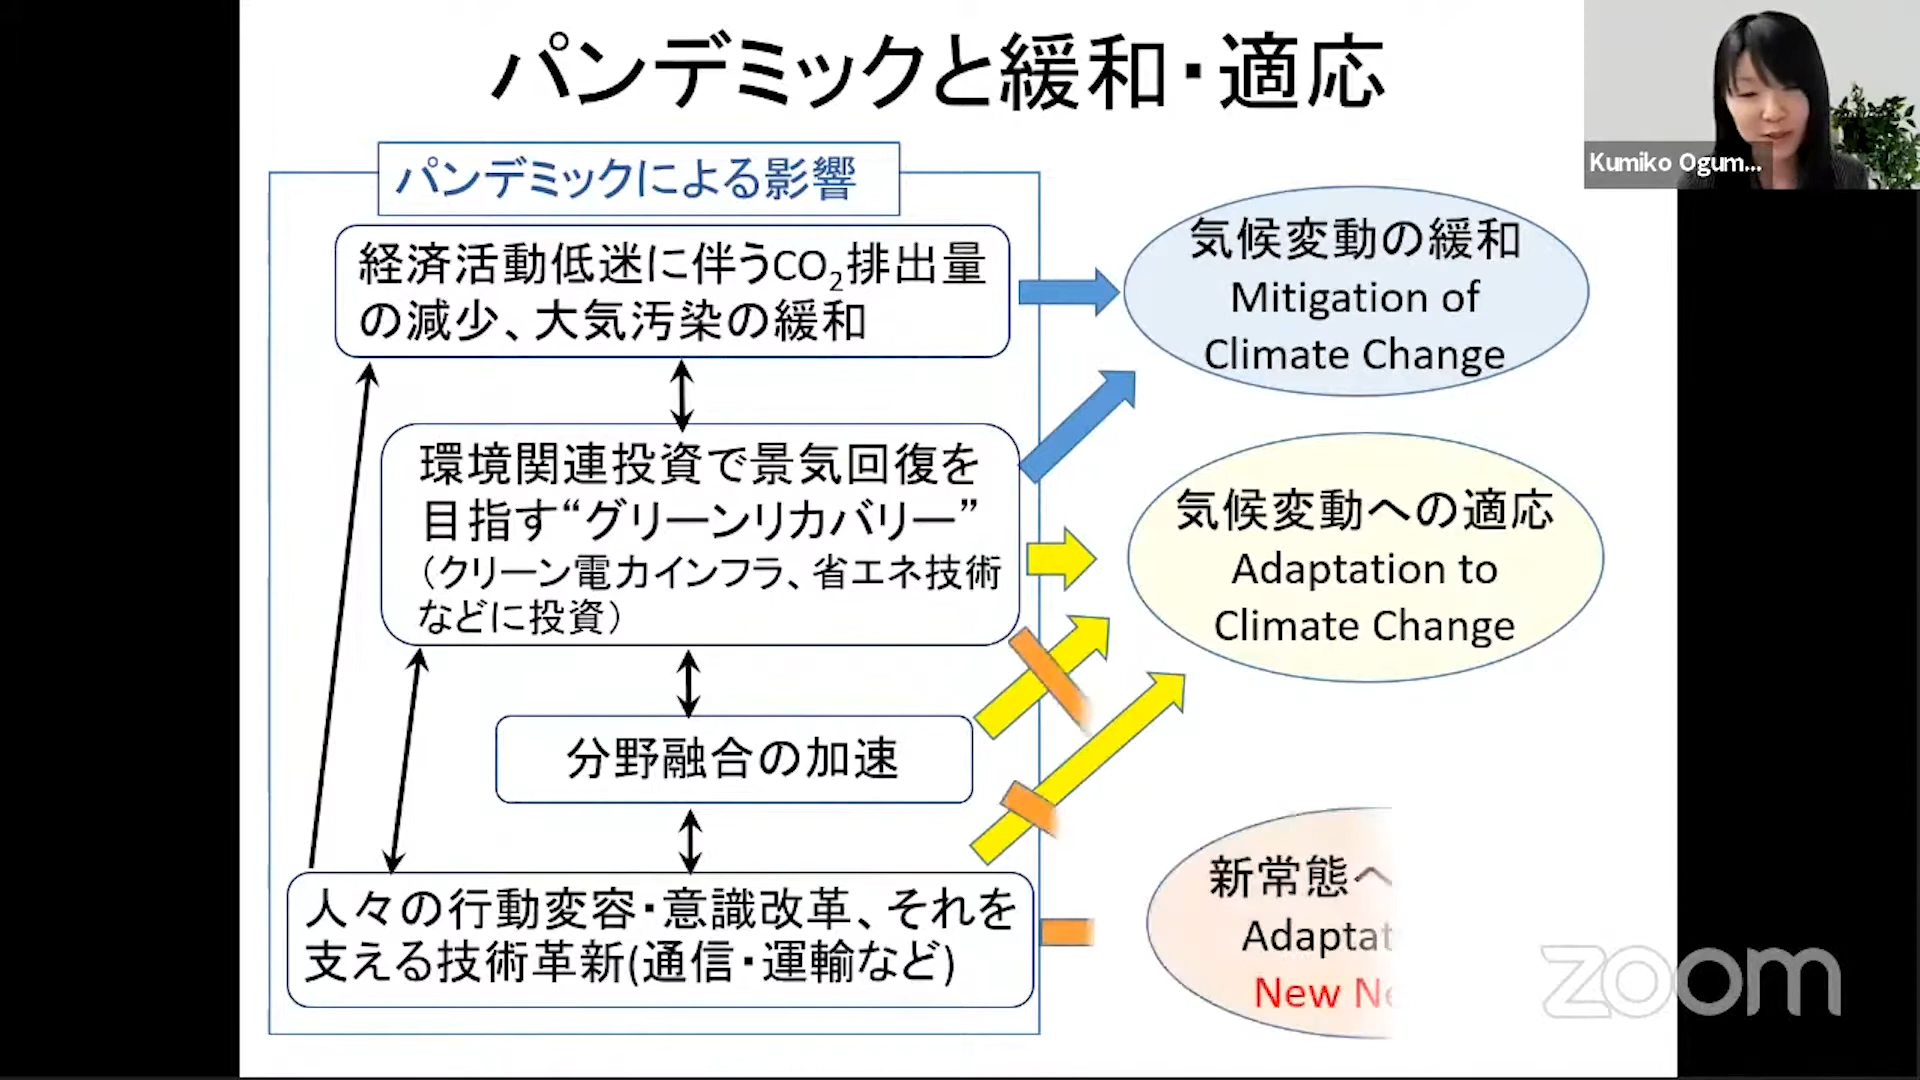 パンデミックと緩和・適応
Kumiko Ogum...
パンデミックによる影響
経済活動低迷に伴うCO₂排出量
の減少、大気汚染の緩和
環境関連投資で景気回復を
目指す“グリーンリカバリー”
（クリーン電力インフラ、省エネ技術
などに投資）
分野融合の加速
人々の行動変容・意識改革、それを
支える技術革新(通信・運輸など)
気候変動の緩和
Mitigation of
Climate Change
気候変動への適応
Adaptation to
Climate Change
新常態へ
Adaptat
New Ne
zoom